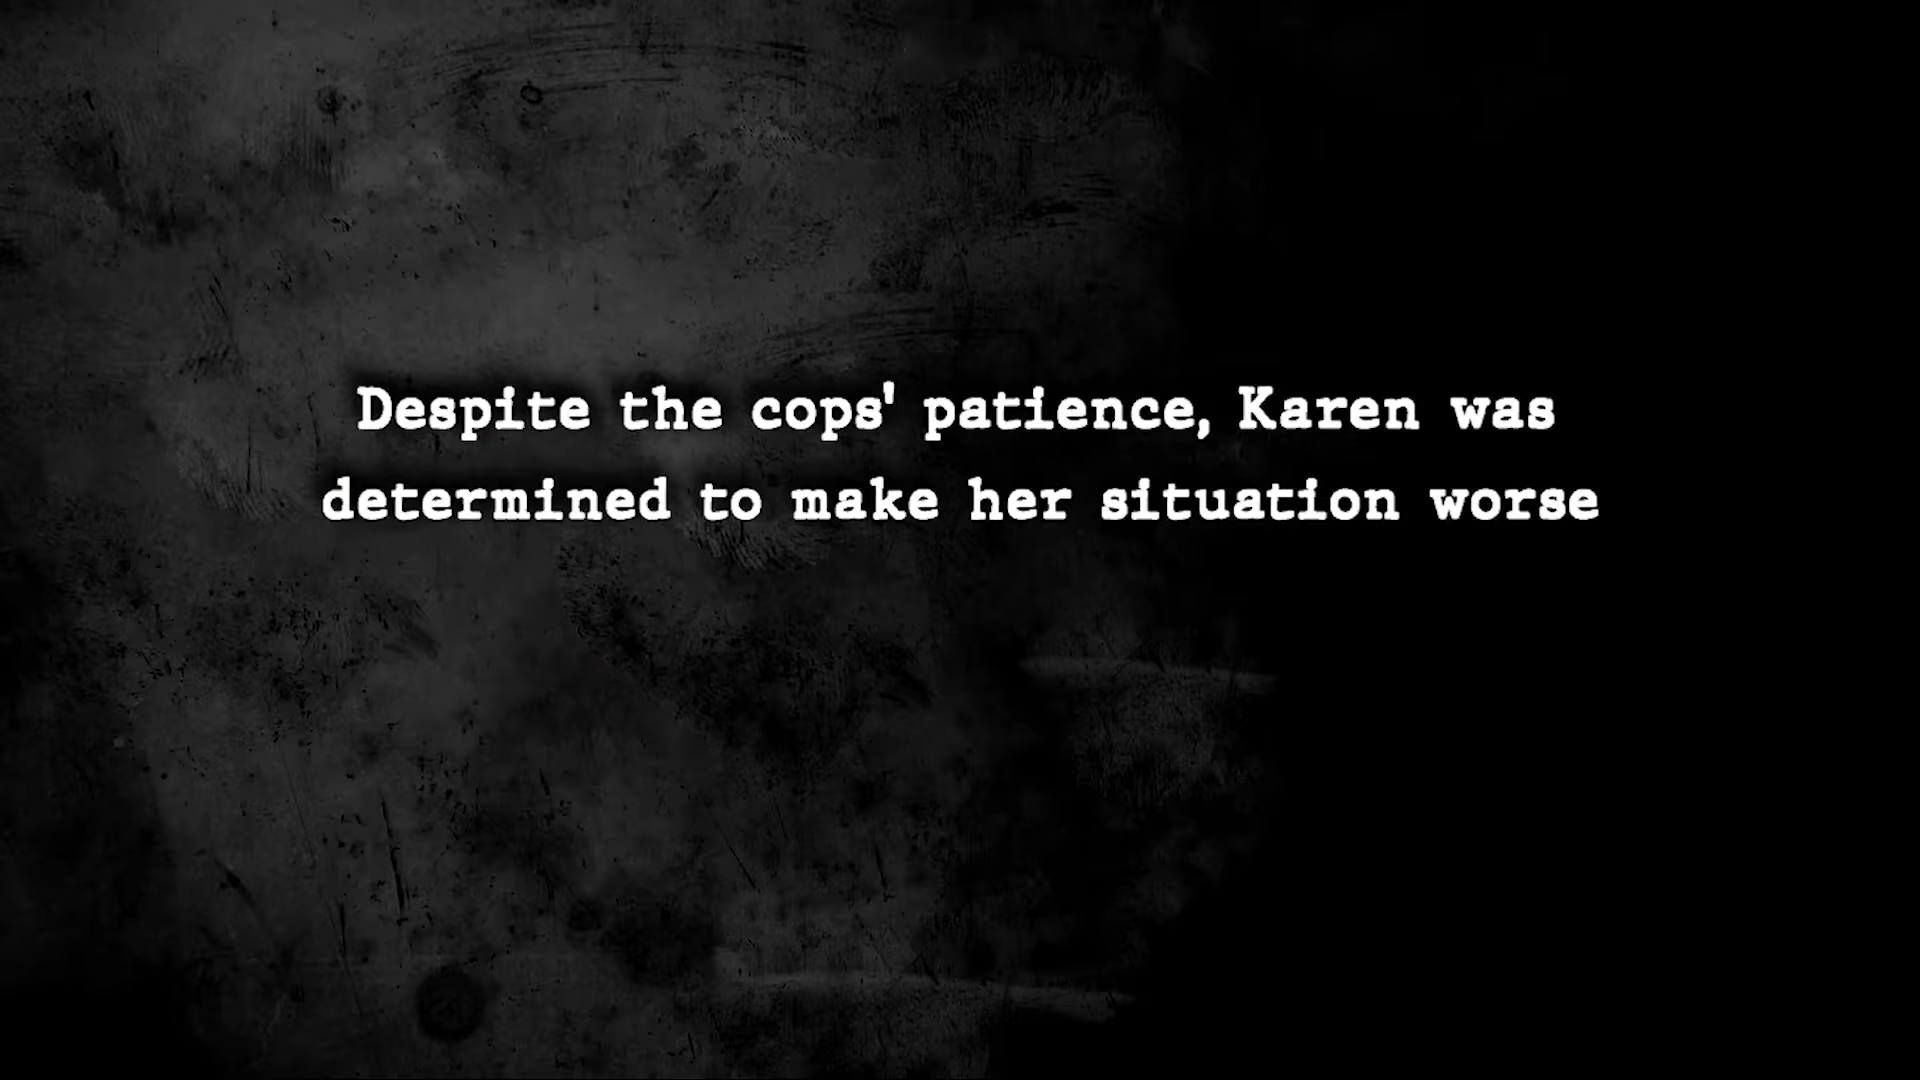 Despite the cops' patience, Karen was
determined to make her situation worse